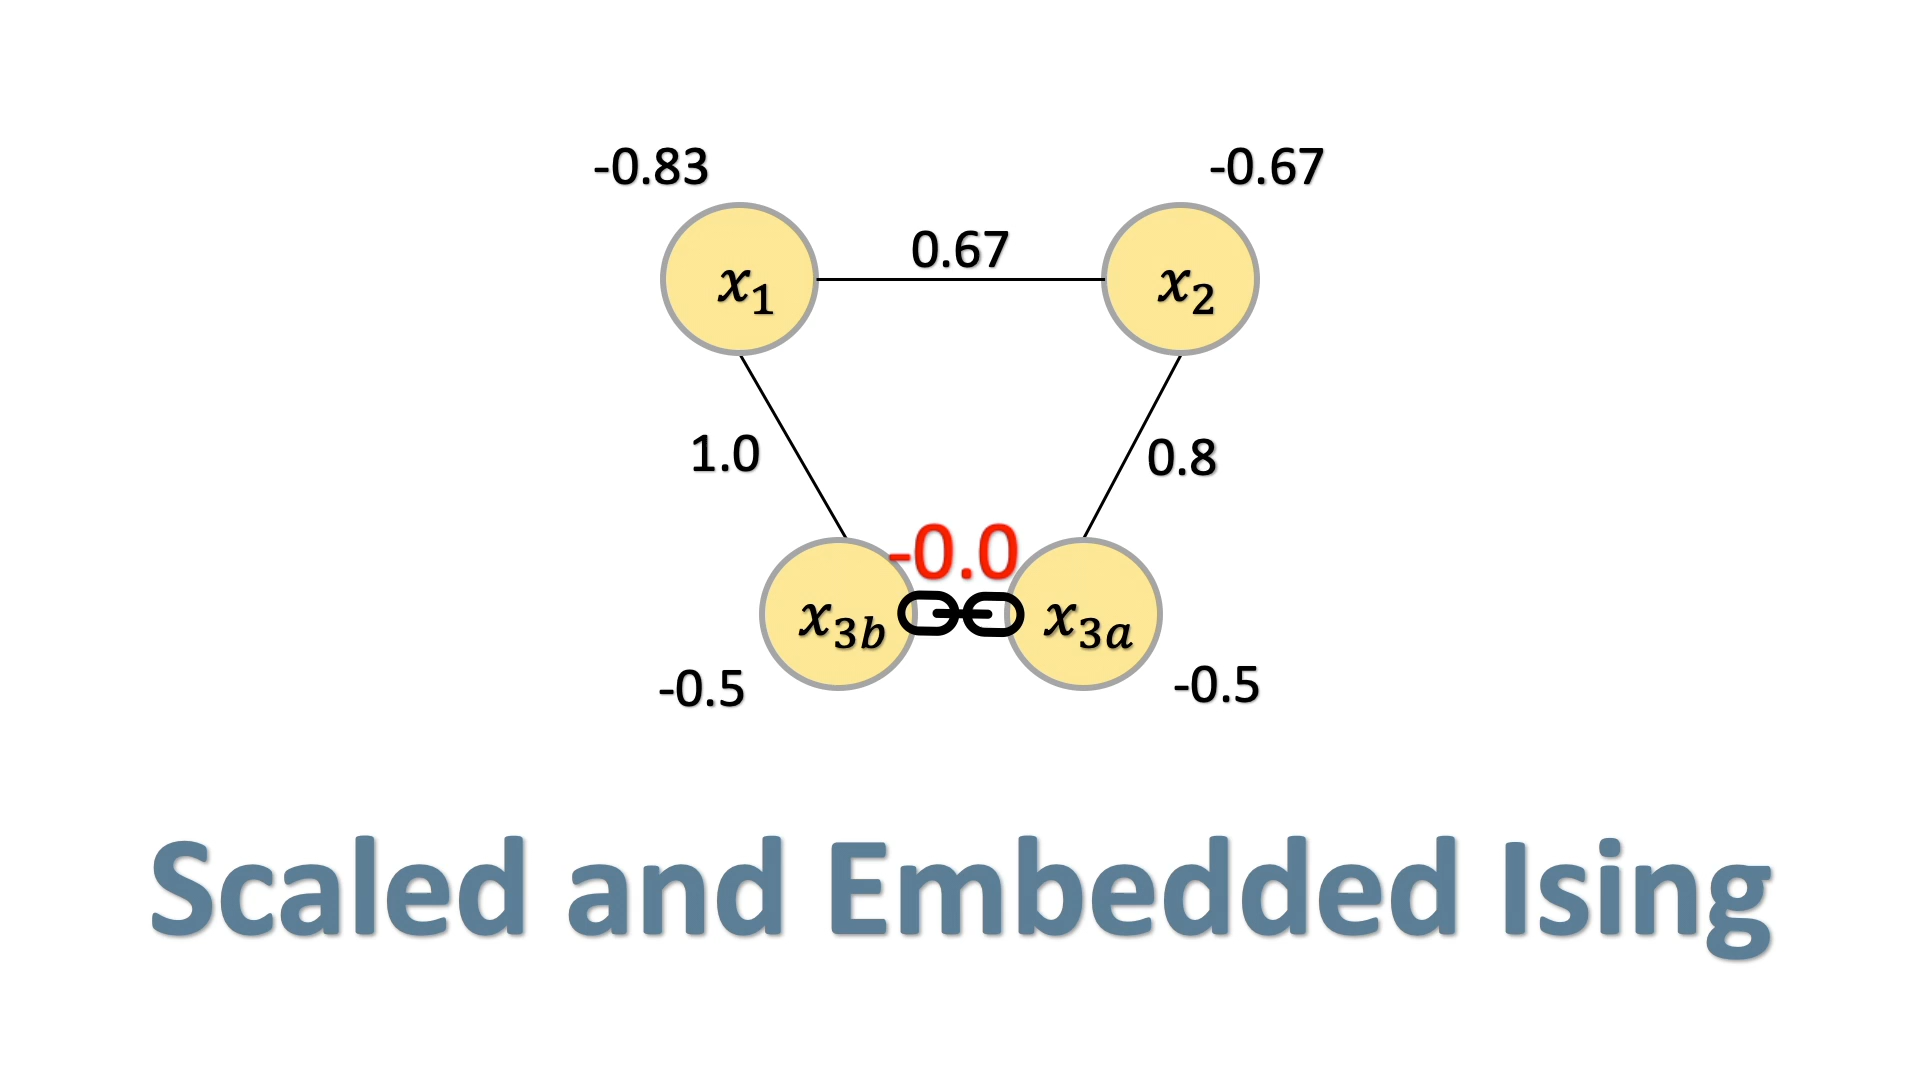 -0.83 -0.67
0.67
x₁ x₂
1.0 0.8
-0.0
x₃b x₃a
-0.5 -0.5
Scaled and Embedded Ising